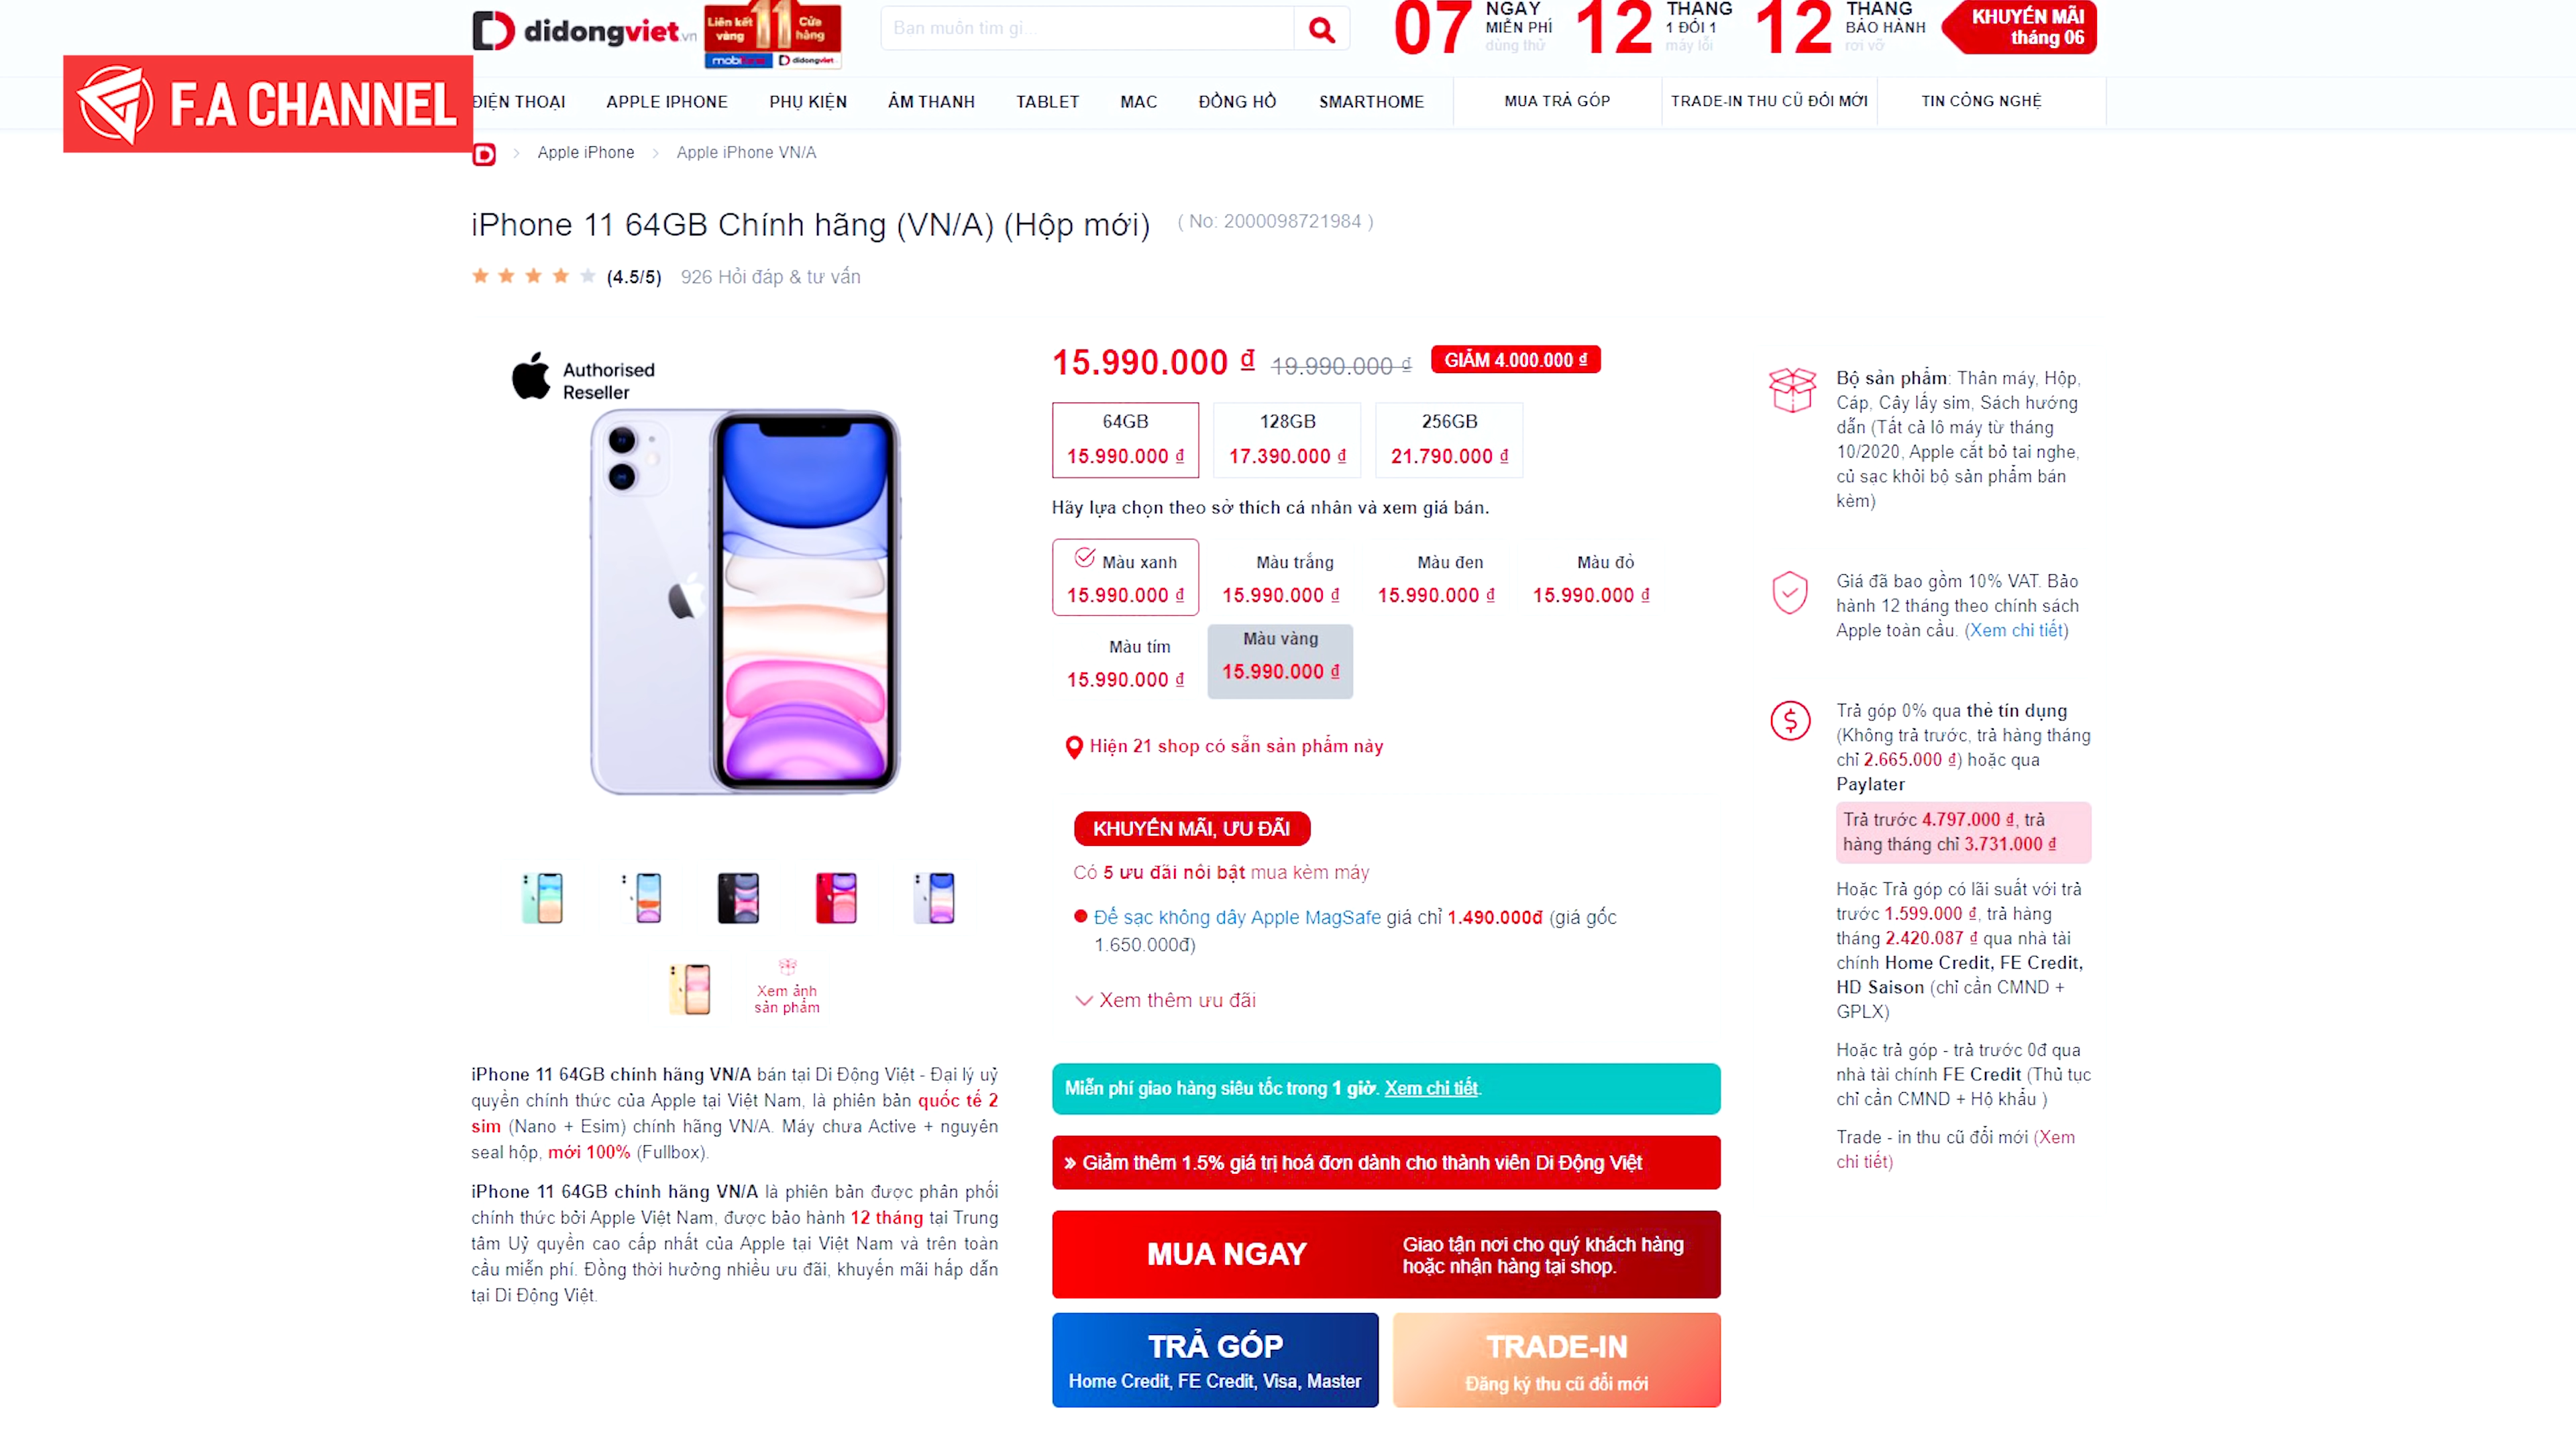 didongviet.vn
Liên kết vàng 11 Cửa hàng
didongviet
Bạn muốn tìm gì...
07 NGÀY MIỄN PHÍ dùng thử
12 THÁNG 1 ĐỔI 1 máy lỗi
12 THÁNG BẢO HÀNH rơi vỡ
KHUYẾN MÃI tháng 06
F.A CHANNEL
ĐIỆN THOẠI APPLE IPHONE PHỤ KIỆN ÂM THANH TABLET MAC ĐỒNG HỒ SMARTHOME MUA TRẢ GÓP TRADE-IN THU CŨ ĐỔI MỚI TIN CÔNG NGHỆ
Apple iPhone Apple iPhone VN/A
iPhone 11 64GB Chính hãng (VN/A) (Hộp mới) ( No: 2000098721984 )
(4.5/5) 926 Hỏi đáp & tư vấn
Authorised
Reseller
15.990.000 ₫ 19.990.000 ₫ GIẢM 4.000.000 ₫
64GB 128GB 256GB
15.990.000 ₫ 17.390.000 ₫ 21.790.000 ₫
Hãy lựa chọn theo sở thích cá nhân và xem giá bán.
Màu xanh Màu trắng Màu đen Màu đỏ
15.990.000 ₫ 15.990.000 ₫ 15.990.000 ₫ 15.990.000 ₫
Màu tím Màu vàng
15.990.000 ₫ 15.990.000 ₫
Hiện 21 shop có sẵn sản phẩm này
KHUYẾN MÃI, ƯU ĐÃI
Có 5 ưu đãi nổi bật mua kèm máy
Đế sạc không dây Apple MagSafe giá chỉ 1.490.000đ (giá gốc
1.650.000đ)
Xem thêm ưu đãi
Xem ảnh
sản phẩm
iPhone 11 64GB chính hãng VN/A bán tại Di Động Việt - Đại lý uỷ
quyền chính thức của Apple tại Việt Nam, là phiên bản quốc tế 2
sim (Nano + Esim) chính hãng VN/A. Máy chưa Active + nguyên
seal hộp, mới 100% (Fullbox).
iPhone 11 64GB chính hãng VN/A là phiên bản được phân phối
chính thức bởi Apple Việt Nam, được bảo hành 12 tháng tại Trung
tâm Uỷ quyền cao cấp nhất của Apple tại Việt Nam và trên toàn
cầu miễn phí. Đồng thời hưởng nhiều ưu đãi, khuyến mãi hấp dẫn
tại Di Động Việt.
Miễn phí giao hàng siêu tốc trong 1 giờ. Xem chi tiết.
» Giảm thêm 1.5% giá trị hoá đơn dành cho thành viên Di Động Việt
MUA NGAY
Giao tận nơi cho quý khách hàng
hoặc nhận hàng tại shop.
TRẢ GÓP
Home Credit, FE Credit, Visa, Master
TRADE-IN
Đăng ký thu cũ đổi mới
Bộ sản phẩm: Thân máy, Hộp,
Cáp, Cây lấy sim, Sách hướng
dẫn (Tất cả lô máy từ tháng
10/2020, Apple cắt bỏ tai nghe,
củ sạc khỏi bộ sản phẩm bán
kèm)
Giá đã bao gồm 10% VAT. Bảo
hành 12 tháng theo chính sách
Apple toàn cầu. (Xem chi tiết)
Trả góp 0% qua thẻ tín dụng
(Không trả trước, trả hàng tháng
chỉ 2.665.000 ₫) hoặc qua
Paylater
Trả trước 4.797.000 ₫, trả
hàng tháng chỉ 3.731.000 ₫
Hoặc Trả góp có lãi suất với trả
trước 1.599.000 ₫, trả hàng
tháng 2.420.087 ₫ qua nhà tài
chính Home Credit, FE Credit,
HD Saison (chỉ cần CMND +
GPLX)
Hoặc trả góp - trả trước 0đ qua
nhà tài chính FE Credit (Thủ tục
chỉ cần CMND + Hộ khẩu )
Trade - in thu cũ đổi mới (Xem
chi tiết)